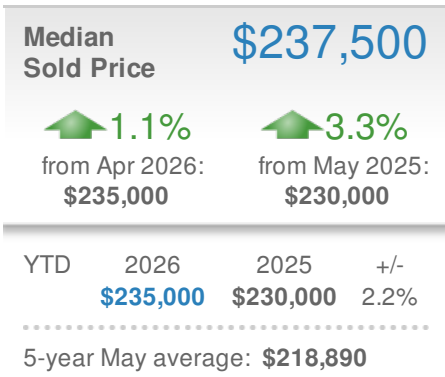 Median
Sold Price
$237,500
1.1%
from Apr 2026:
$235,000
3.3%
from May 2025:
$230,000
YTD 2026 2025 +/-
$235,000 $230,000 2.2%
5-year May average: $218,890